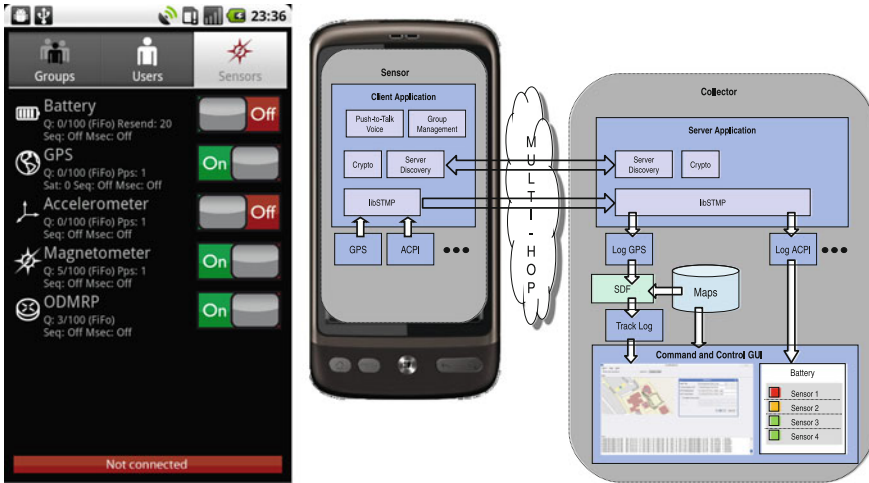 23:36
Groups
Users
Sensors
Battery
Q: 0/100 (FiFo) Resend: 20
Seq: Off Msec: Off
Off
GPS
Q: 0/100 (FiFo) Pps: 1
Sat: 0 Seq: Off Msec: Off
On
Accelerometer
Q: 0/100 (FiFo) Pps: 1
Seq: Off Msec: Off
Off
Magnetometer
Q: 5/100 (FiFo) Pps: 1
Seq: Off Msec: Off
On
ODMRP
Q: 3/100 (FiFo)
Seq: Off Msec: Off
On
Not connected
Sensor
Client Application
Push-to-Talk
Voice
Group
Management
Crypto
Server
Discovery
libSTMP
GPS
ACPI
MULTI-HOP
Collector
Server Application
Server
Discovery
Crypto
libSTMP
Log GPS
Log ACPI
SDF
Maps
Track Log
Command and Control GUI
Battery
Sensor 1
Sensor 2
Sensor 3
Sensor 4